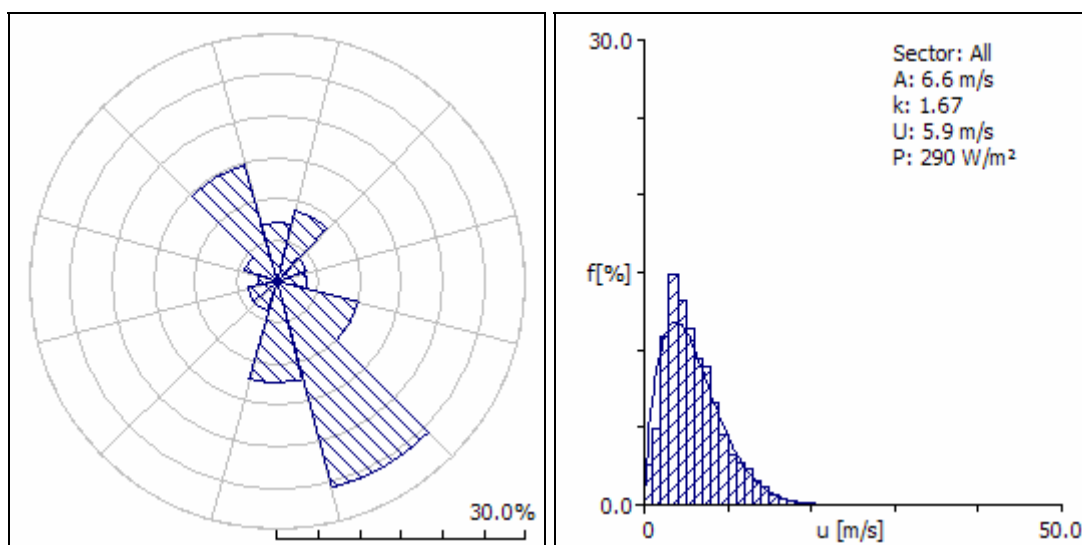 30.0%
30.0
Sector: All
A: 6.6 m/s
k: 1.67
U: 5.9 m/s
P: 290 W/m²
f[%]
0.0
0
u [m/s]
50.0